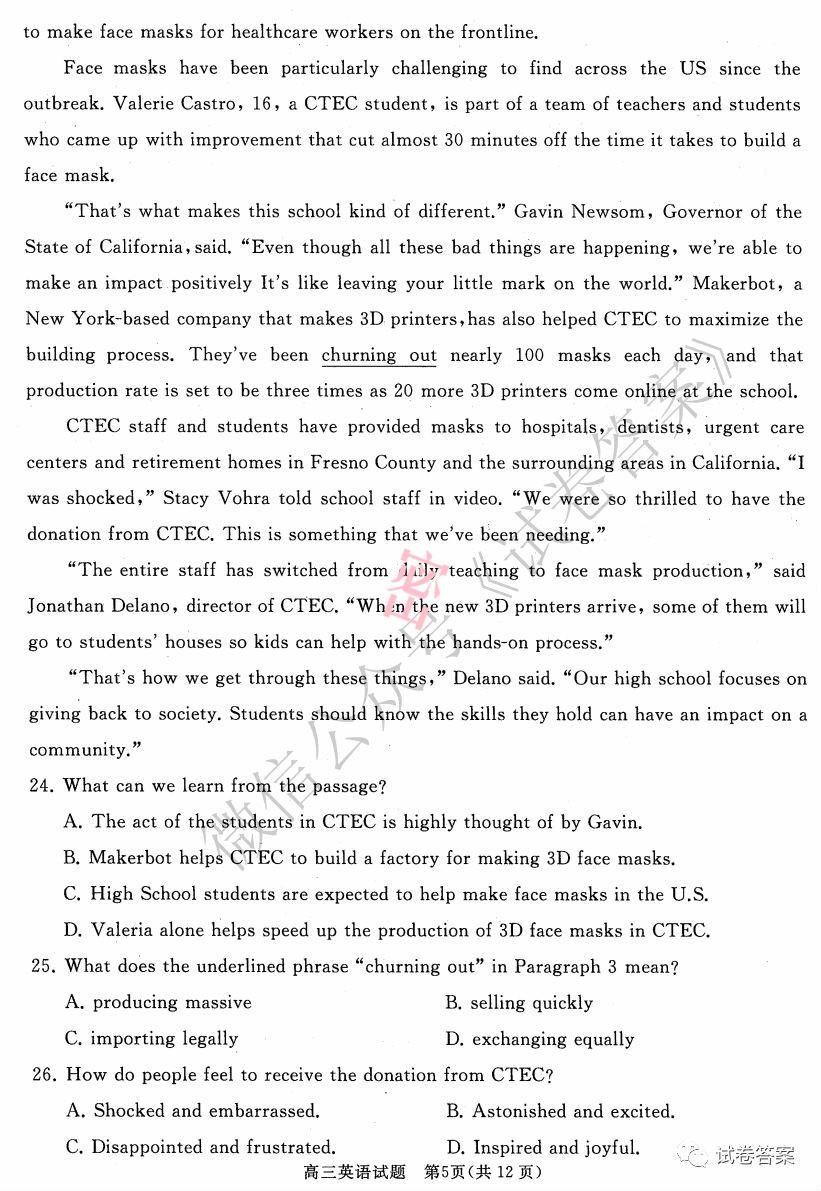 to make face masks for healthcare workers on the frontline.
Face masks have been particularly challenging to find across the US since the
outbreak. Valerie Castro, 16, a CTEC student, is part of a team of teachers and students
who came up with improvement that cut almost 30 minutes off the time it takes to build a
face mask.
“That's what makes this school kind of different.” Gavin Newsom, Governor of the
State of California, said. “Even though all these bad things are happening, we're able to
make an impact positively It's like leaving your little mark on the world.” Makerbot, a
New York-based company that makes 3D printers, has also helped CTEC to maximize the
building process. They've been churning out nearly 100 masks each day, and that
production rate is set to be three times as 20 more 3D printers come online at the school.
CTEC staff and students have provided masks to hospitals, dentists, urgent care
centers and retirement homes in Fresno County and the surrounding areas in California. “I
was shocked,” Stacy Vohra told school staff in video. “We were so thrilled to have the
donation from CTEC. This is something that we've been needing.”
“The entire staff has switched from daily teaching to face mask production,” said
Jonathan Delano, director of CTEC. “When the new 3D printers arrive, some of them will
go to students' houses so kids can help with the hands-on process.”
“That's how we get through these things,” Delano said. “Our high school focuses on
giving back to society. Students should know the skills they hold can have an impact on a
community.”
24. What can we learn from the passage?
A. The act of the students in CTEC is highly thought of by Gavin.
B. Makerbot helps CTEC to build a factory for making 3D face masks.
C. High School students are expected to help make face masks in the U.S.
D. Valeria alone helps speed up the production of 3D face masks in CTEC.
25. What does the underlined phrase “churning out” in Paragraph 3 mean?
A. producing massive B. selling quickly
C. importing legally D. exchanging equally
26. How do people feel to receive the donation from CTEC?
A. Shocked and embarrassed. B. Astonished and excited.
C. Disappointed and frustrated. D. Inspired and joyful.
高三英语试题 第5页(共12页)
微信公众号《试卷答案》
密
试卷答案